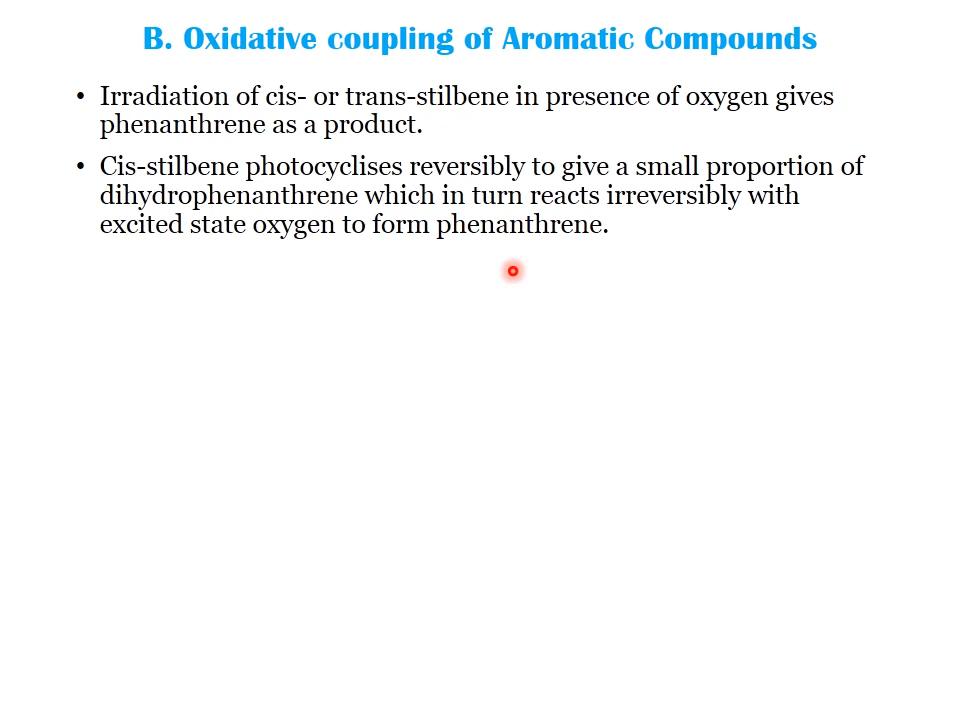 B. Oxidative coupling of Aromatic Compounds
• Irradiation of cis- or trans-stilbene in presence of oxygen gives
phenanthrene as a product.
• Cis-stilbene photocyclises reversibly to give a small proportion of
dihydrophenanthrene which in turn reacts irreversibly with
excited state oxygen to form phenanthrene.